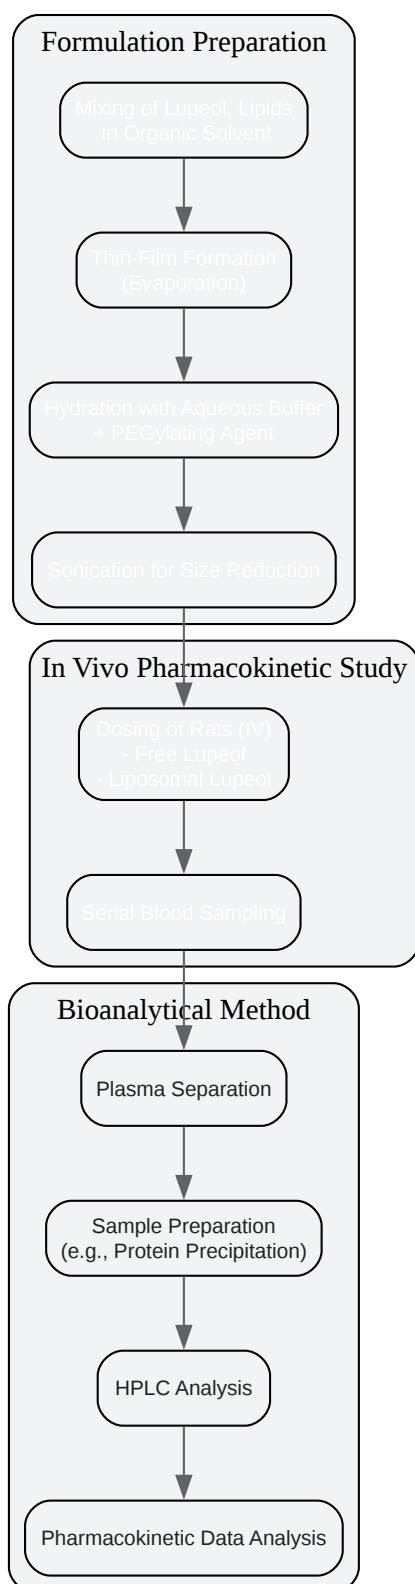 Formulation Preparation
Mixing of Lupeol, Lipids
in Organic Solvent
Thin-Film Formation
(Evaporation)
Hydration with Aqueous Buffer
+ PEGylating Agent
Sonication for Size Reduction
In Vivo Pharmacokinetic Study
Dosing of Rats (IV)
- Free Lupeol
- Liposomal Lupeol
Serial Blood Sampling
Bioanalytical Method
Plasma Separation
Sample Preparation
(e.g., Protein Precipitation)
HPLC Analysis
Pharmacokinetic Data Analysis